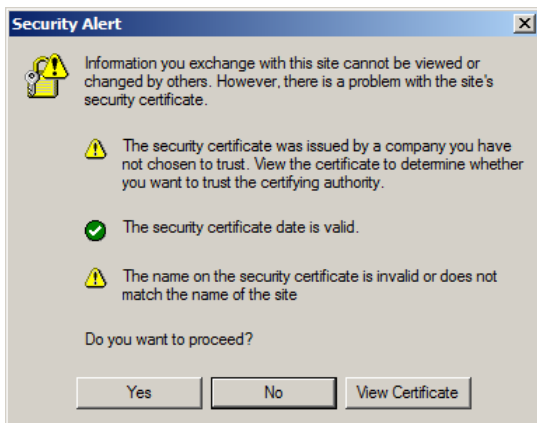 Security Alert
Information you exchange with this site cannot be viewed or
changed by others. However, there is a problem with the site's
security certificate.
The security certificate was issued by a company you have
not chosen to trust. View the certificate to determine whether
you want to trust the certifying authority.
The security certificate date is valid.
The name on the security certificate is invalid or does not
match the name of the site
Do you want to proceed?
Yes No View Certificate